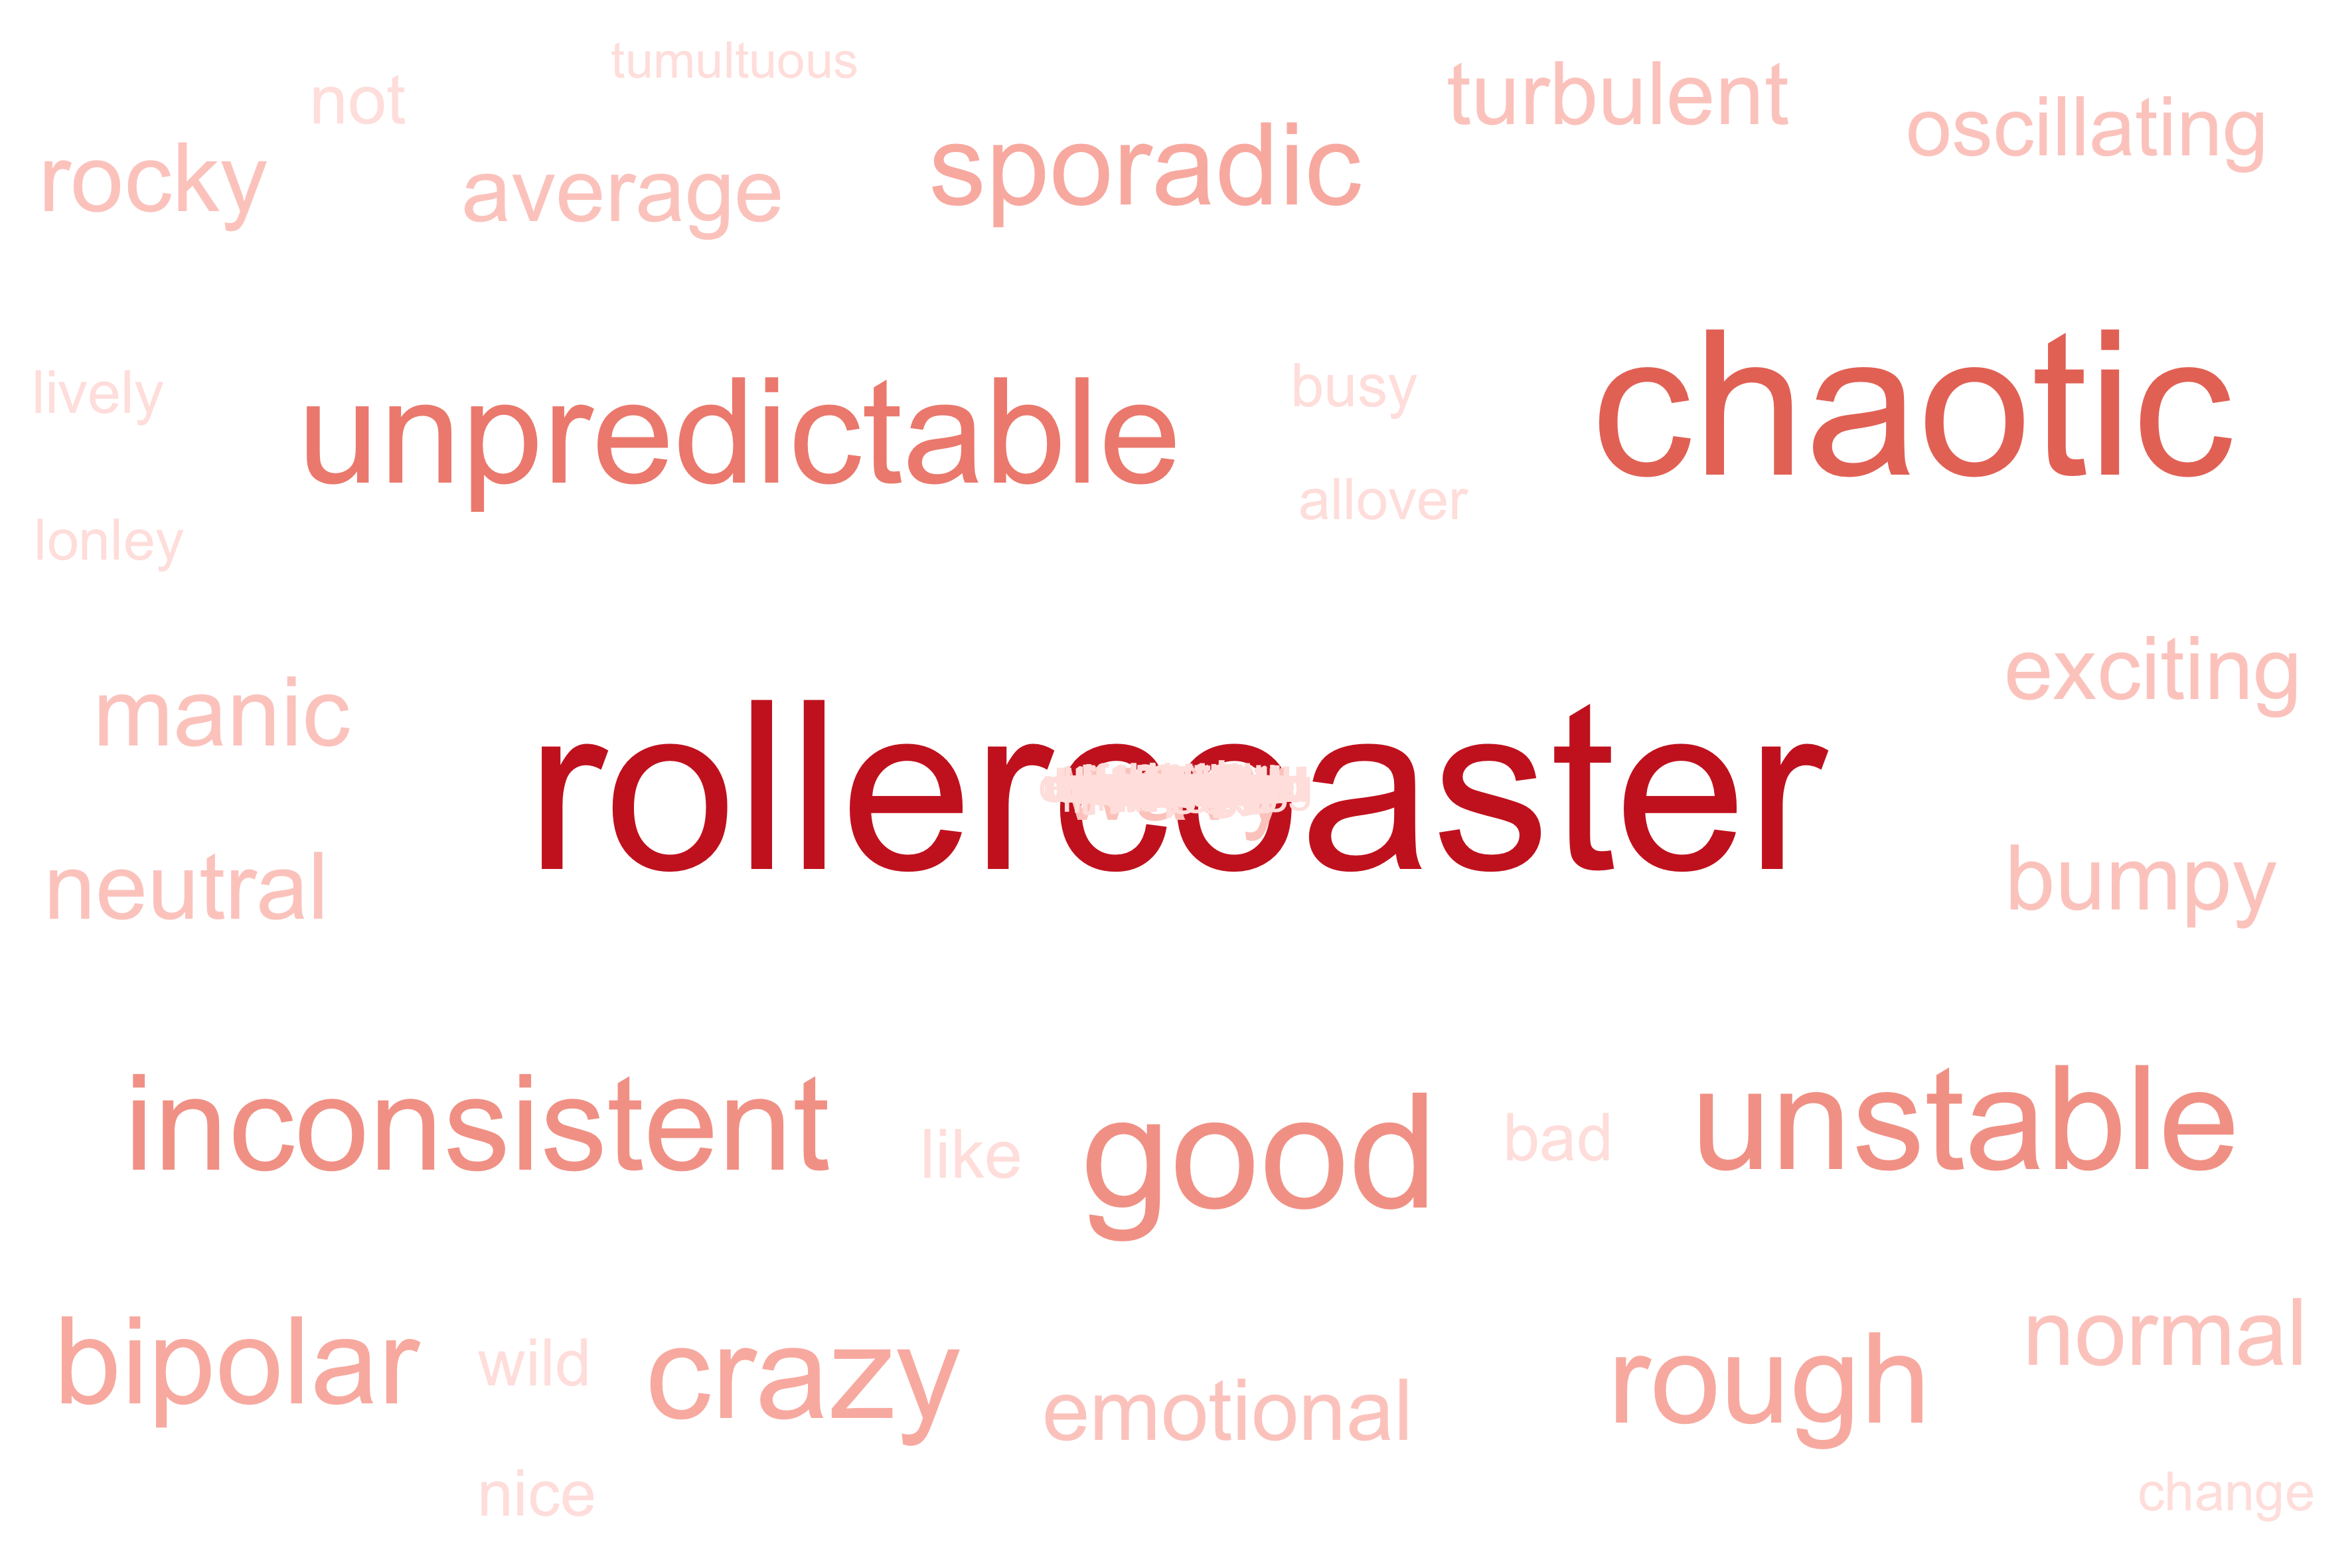 tumultuous
not
turbulent
oscillating
rocky
average
sporadic
lively
unpredictable
busy
chaotic
allover
lonley
manic
exciting
rollercoaster
neutral
bumpy
inconsistent
like
good
bad
unstable
bipolar
wild
crazy
emotional
rough
normal
nice
change